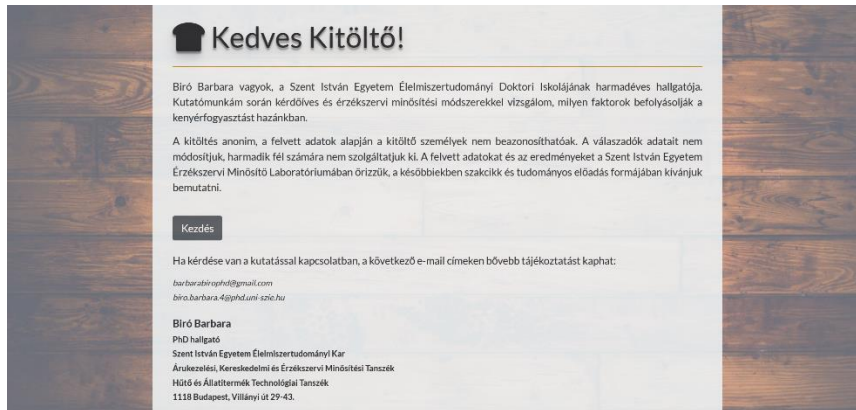 Kedves Kitöltő!
Biró Barbara vagyok, a Szent István Egyetem Élelmiszertudományi Doktori Iskolájának harmadéves hallgatója.
Kutatómunkám során kérdőíves és érzékszervi minősítési módszerekkel vizsgálom, milyen faktorok befolyásolják a
kenyérfogyasztást hazánkban.
A kitöltés anonim, a felvett adatok alapján a kitöltő személyek nem beazonosíthatóak. A válaszadók adatait nem
módosítjuk, harmadik fél számára nem szolgáltatjuk ki. A felvett adatokat és az eredményeket a Szent István Egyetem
Érzékszervi Minősítő Laboratóriumában őrizzük, a későbbiekben szakcikk és tudományos előadás formájában kívánjuk
bemutatni.
Kezdés
Ha kérdése van a kutatással kapcsolatban, a következő e-mail címeken bővebb tájékoztatást kaphat:
barbarabirophd@gmail.com
biro.barbara.4@phd.uni-szie.hu
Biró Barbara
PhD hallgató
Szent István Egyetem Élelmiszertudományi Kar
Árukezelési, Kereskedelmi és Érzékszervi Minősítési Tanszék
Hűtő és Állatitermék Technológiai Tanszék
1118 Budapest, Villányi út 29-43.